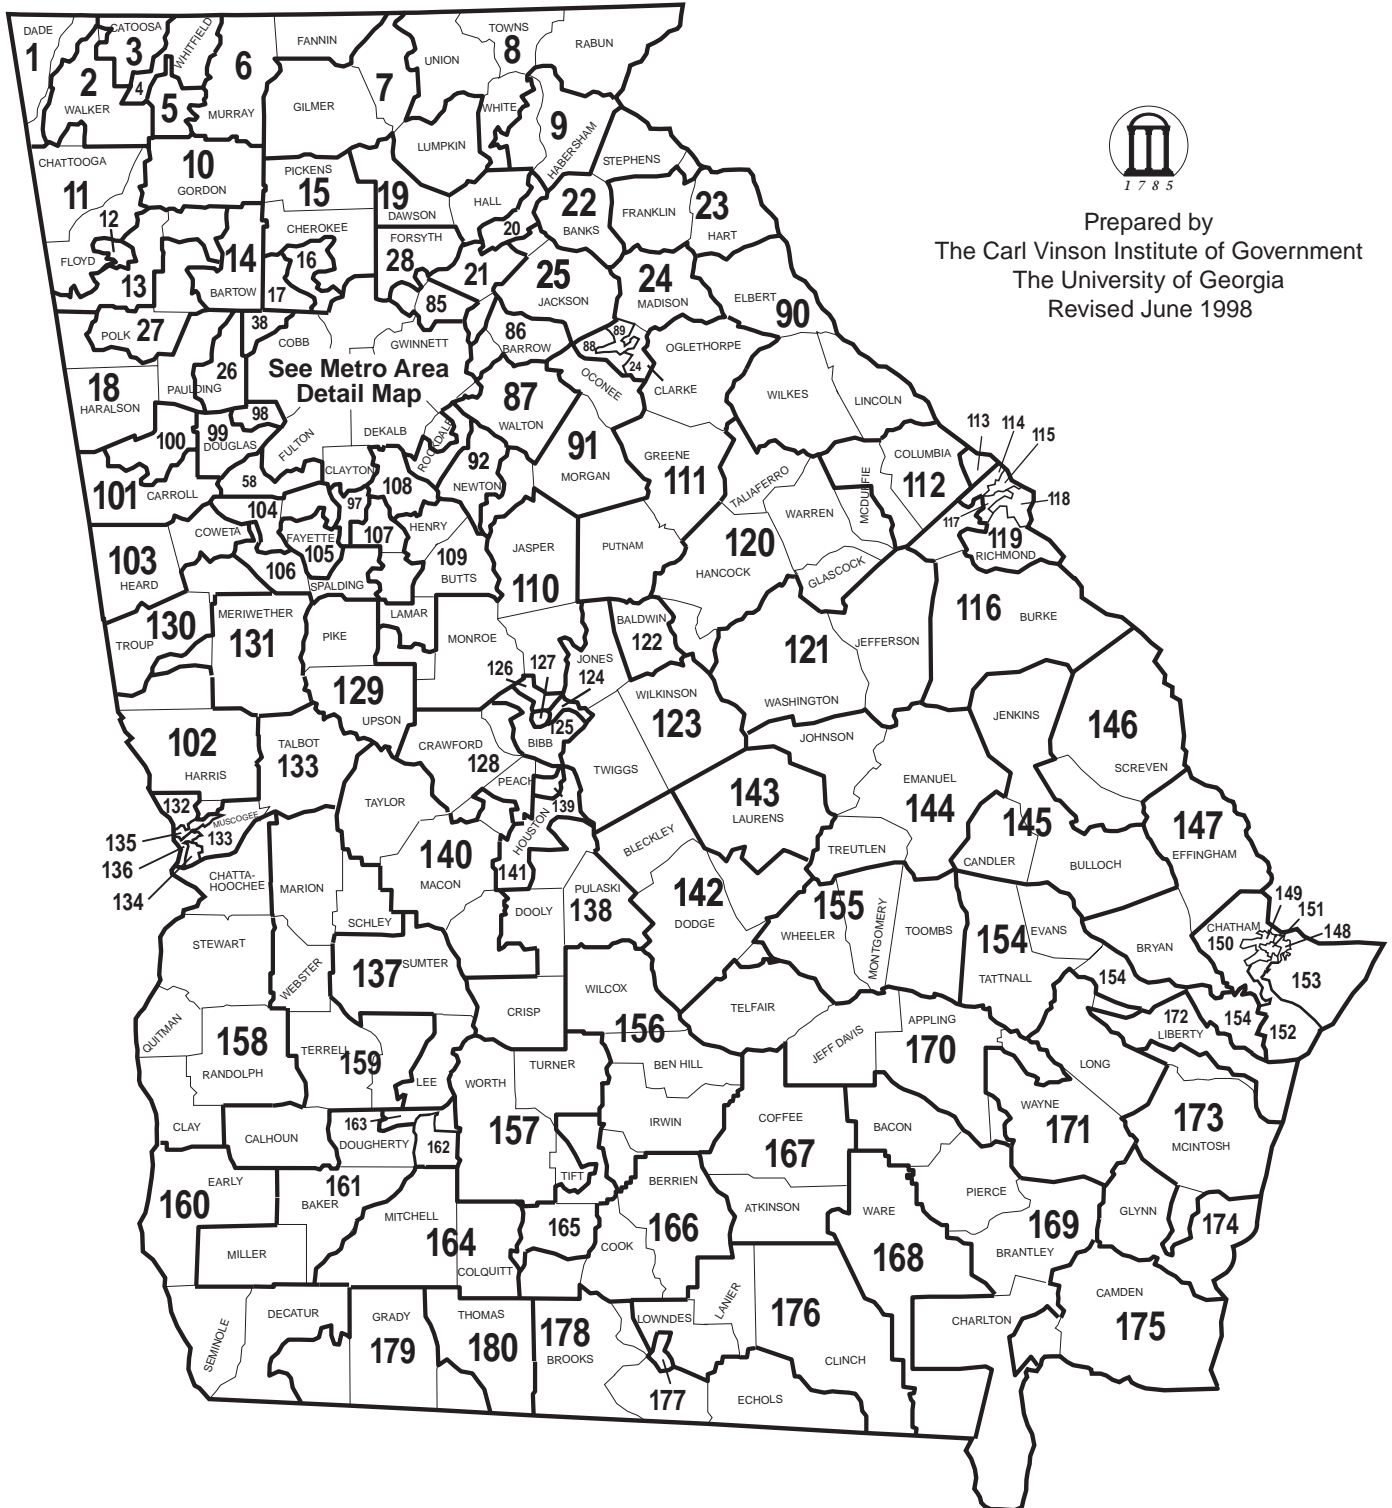 DADE
1
CATOOSA
3
WHITFIELD
2
4
WALKER
5
6
MURRAY
FANNIN
7
GILMER
UNION
TOWNS
8
RABUN
WHITE
9
HABERSHAM
LUMPKIN
STEPHENS
CHATTOOGA
11
10
GORDON
PICKENS
15
19
DAWSON
HALL
20
22
BANKS
FRANKLIN
23
HART
12
FLOYD
13
14
BARTOW
CHEROKEE
16
17
FORSYTH
28
21
25
JACKSON
24
MADISON
ELBERT
90
85
1785
Prepared by
The Carl Vinson Institute of Government
The University of Georgia
Revised June 1998
POLK
27
38
COBB
GWINNETT
86
BARROW
89
88
24
OGLETHORPE
CLARKE
OCONEE
See Metro Area
Detail Map
18
HARALSON
PAULDING
26
87
WALTON
WILKES
LINCOLN
98
99
DOUGLAS
100
FULTON
DEKALB
ROCKDALE
101
CARROLL
58
CLAYTON
108
92
NEWTON
91
MORGAN
GREENE
111
TALIAFERRO
COLUMBIA
112
MCDUFFIE
113
114
115
118
117
119
RICHMOND
104
97
COWETA
FAYETTE
105
107
HENRY
109
BUTTS
JASPER
110
PUTNAM
120
HANCOCK
WARREN
GLASCOCK
103
HEARD
106
SPALDING
116
BURKE
130
TROUP
MERIWETHER
131
PIKE
LAMAR
MONROE
JONES
BALDWIN
122
121
WASHINGTON
JEFFERSON
126
127
124
125
BIBB
129
UPSON
WILKINSON
123
TWIGGS
JOHNSON
JENKINS
146
SCREVEN
102
HARRIS
TALBOT
133
CRAWFORD
128
PEACH
139
HOUSTON
141
TAYLOR
140
MACON
132
MUSCOGEE
133
135
136
134
CHATTA-
HOOCHEE
MARION
SCHLEY
BLECKLEY
143
LAURENS
EMANUEL
144
TREUTLEN
145
CANDLER
BULLOCH
147
EFFINGHAM
DOOLY
PULASKI
138
142
DODGE
155
WHEELER
MONTGOMERY
TOOMBS
154
TATTNALL
EVANS
BRYAN
149
151
148
CHATHAM
150
153
STEWART
WEBSTER
137
SUMTER
CRISP
WILCOX
156
TELFAIR
JEFF DAVIS
APPLING
170
154
172
LIBERTY
154
152
LONG
QUITMAN
158
RANDOLPH
TERRELL
159
LEE
WORTH
TURNER
157
BEN HILL
IRWIN
COFFEE
167
BACON
WAYNE
171
173
MCINTOSH
CLAY
CALHOUN
163
DOUGHERTY
162
TIFT
EARLY
160
161
BAKER
MITCHELL
164
COLQUITT
165
BERRIEN
166
COOK
ATKINSON
WARE
168
PIERCE
169
BRANTLEY
GLYNN
174
MILLER
SEMINOLE
DECATUR
GRADY
179
THOMAS
180
178
BROOKS
LOWNDES
177
LANIER
176
CLINCH
ECHOLS
CHARLTON
CAMDEN
175